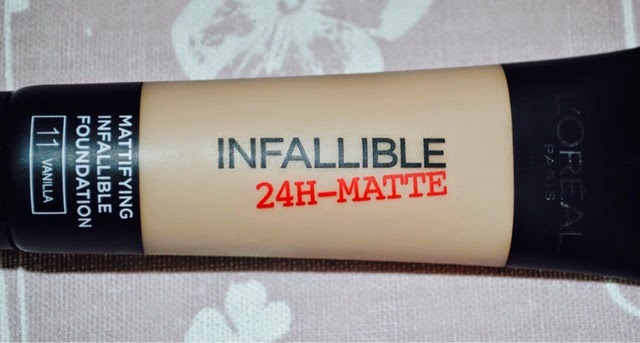 MATTIFYING
INFALLIBLE
FOUNDATION
11 VANILLA
INFALLIBLE
24H-MATTE
L'ORÉAL
PARIS